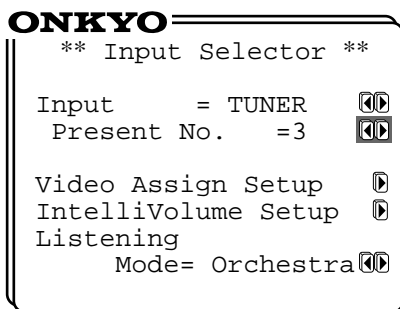 ONKYO
** Input Selector **
Input = TUNER
Present No. =3
Video Assign Setup
IntelliVolume Setup
Listening
Mode= Orchestra